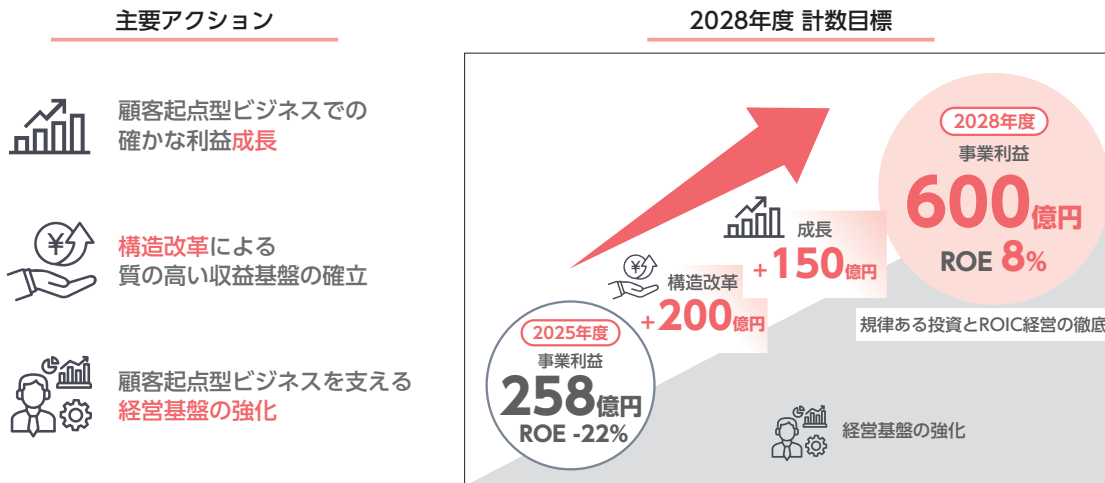 主要アクション
顧客起点型ビジネスでの
確かな利益成長
構造改革による
質の高い収益基盤の確立
顧客起点型ビジネスを支える
経営基盤の強化
2028年度 計数目標
2028年度
事業利益
600億円
ROE 8%
成長
+150億円
構造改革
+200億円
規律ある投資とROIC経営の徹底
2025年度
事業利益
258億円
ROE -22%
経営基盤の強化